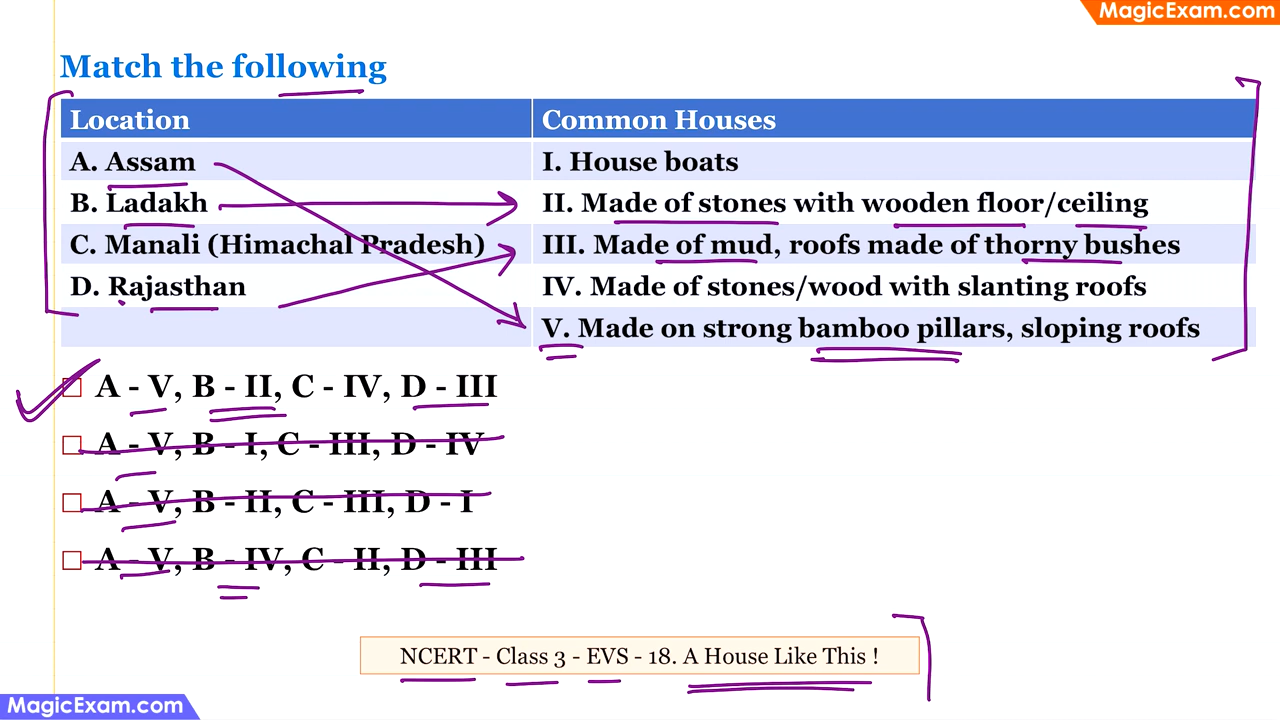 MagicExam.com
Match the following
Location Common Houses
A. Assam I. House boats
B. Ladakh II. Made of stones with wooden floor/ceiling
C. Manali (Himachal Pradesh) III. Made of mud, roofs made of thorny bushes
D. Rajasthan IV. Made of stones/wood with slanting roofs
V. Made on strong bamboo pillars, sloping roofs
A - V, B - II, C - IV, D - III
A - V, B - I, C - III, D - IV
A - V, B - II, C - III, D - I
A - V, B - IV, C - II, D - III
NCERT - Class 3 - EVS - 18. A House Like This !
MagicExam.com